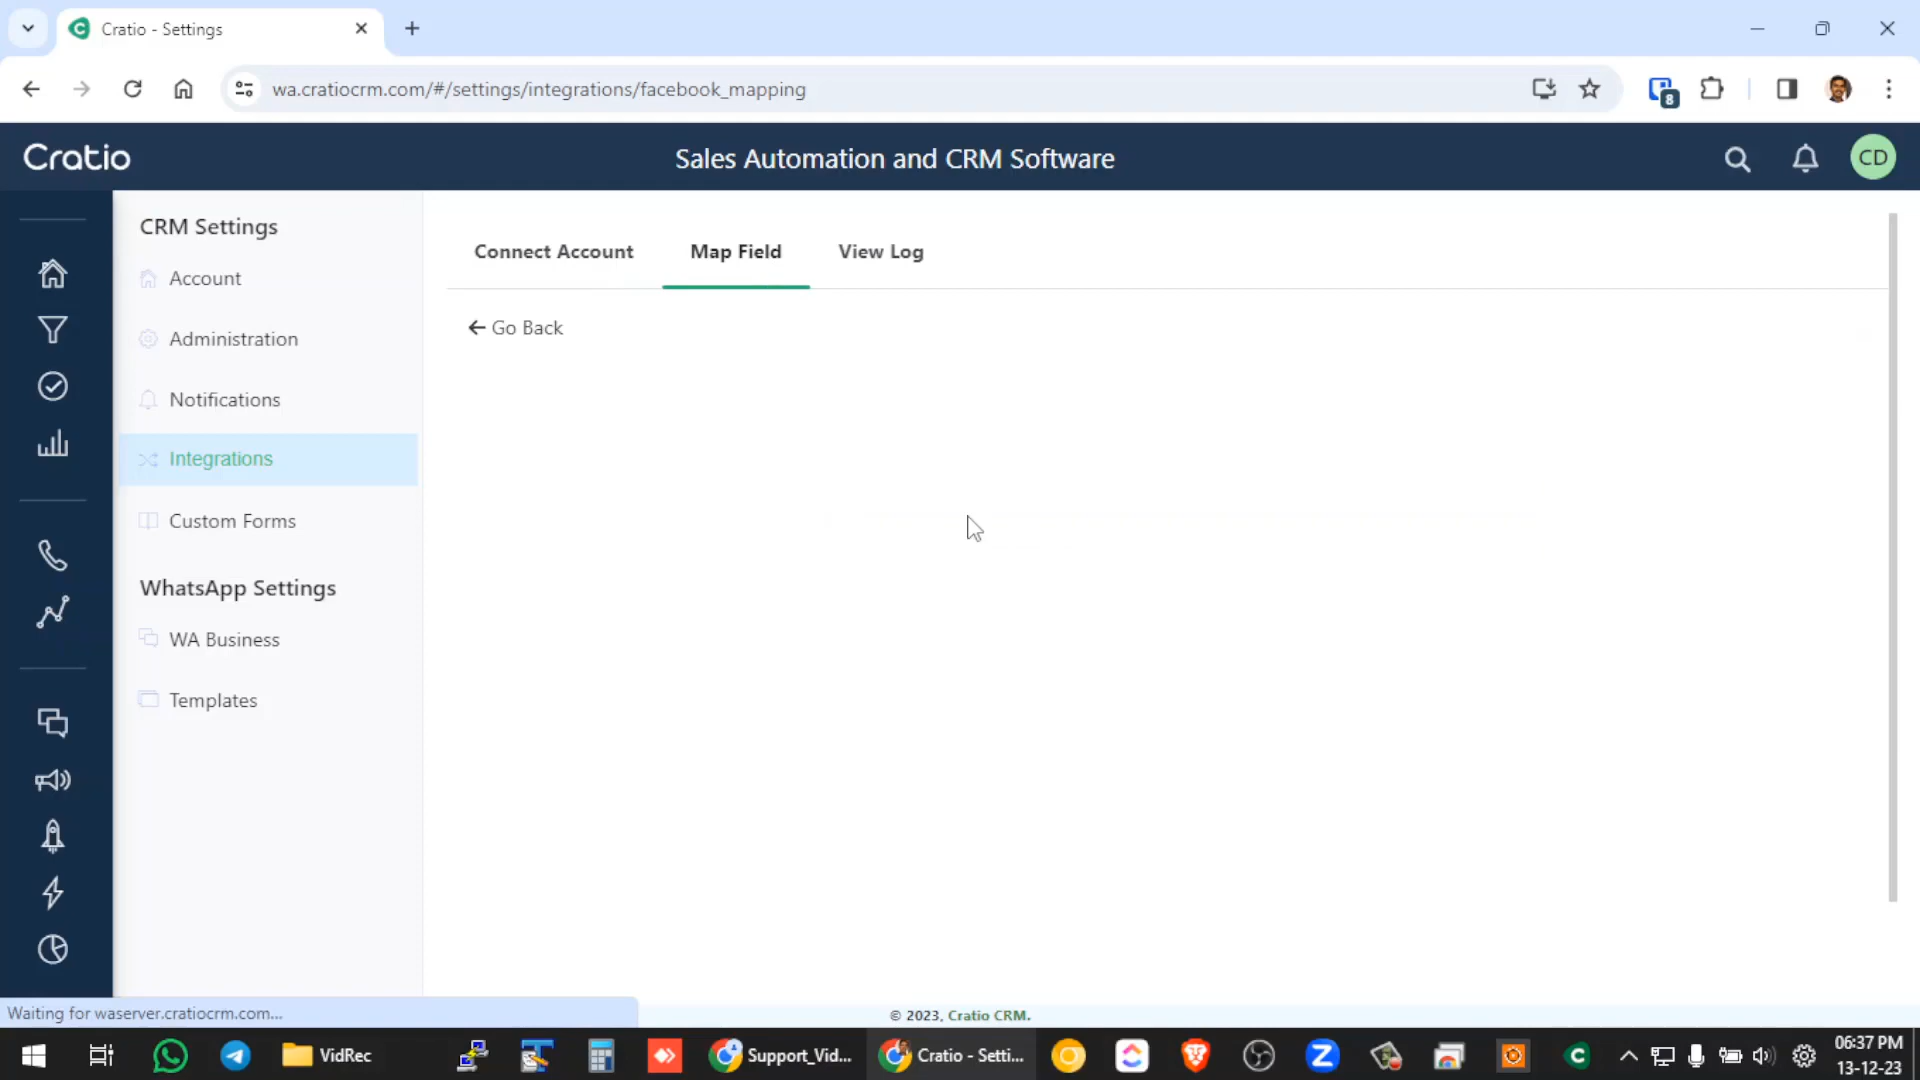 Cratio - Settings
wa.cratiocrm.com/#/settings/integrations/facebook_mapping
8
Cratio
Sales Automation and CRM Software
CD
CRM Settings
Account
Administration
Notifications
Integrations
Custom Forms
WhatsApp Settings
WA Business
Templates
Connect Account
Map Field
View Log
Go Back
Waiting for waserver.cratiocrm.com...
© 2023, Cratio CRM.
VidRec
Support_Vid...
Cratio - Setti...
06:37 PM
13-12-23